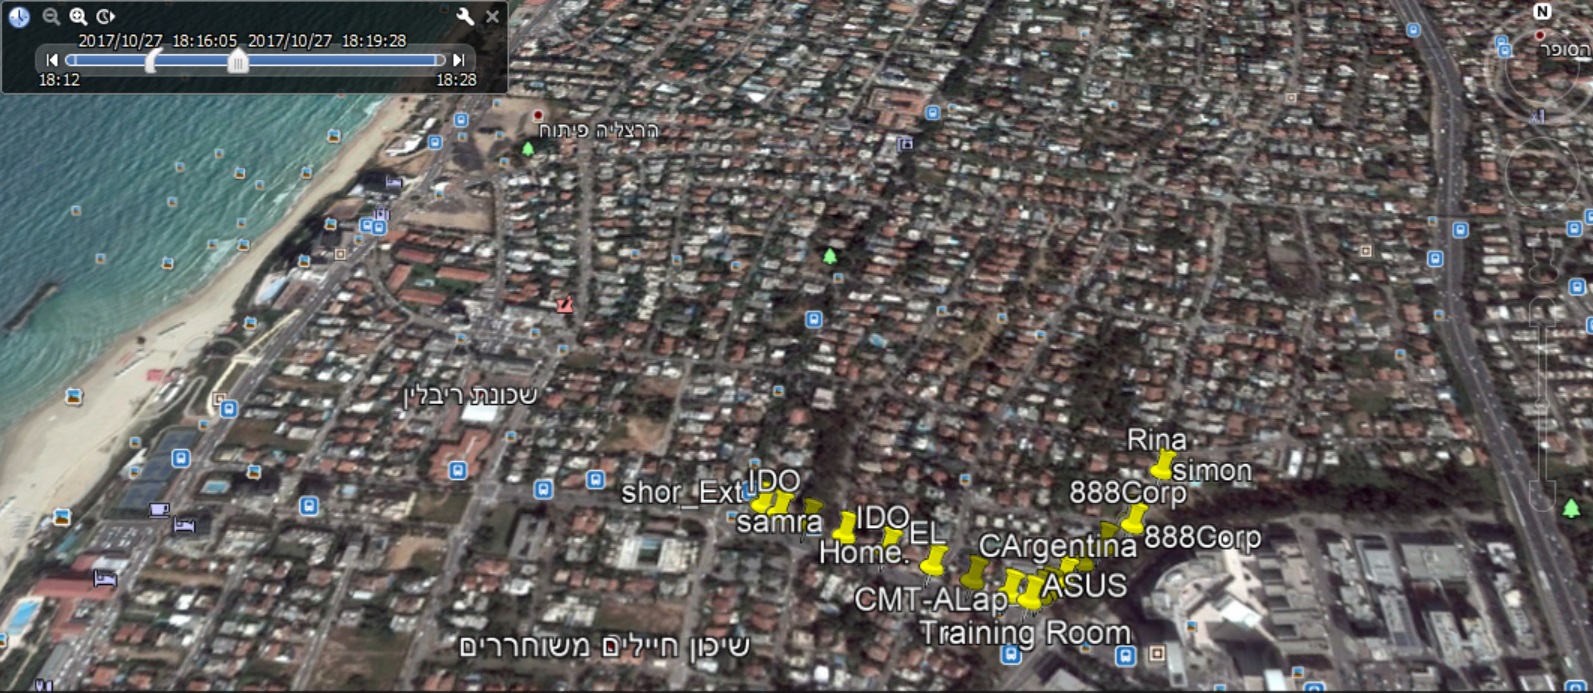 2017/10/27 18:16:05 2017/10/27 18:19:28
18:12
18:28
N
הסופר
הרצליה פיתוח
שכונת ריבלין
Rina
simon
shor_Ext
IDO
888Corp
samra
IDO
EL
888Corp
Home.
CArgentina
CMT-ALap
ASUS
Training Room
שיכון חיילים משוחררים